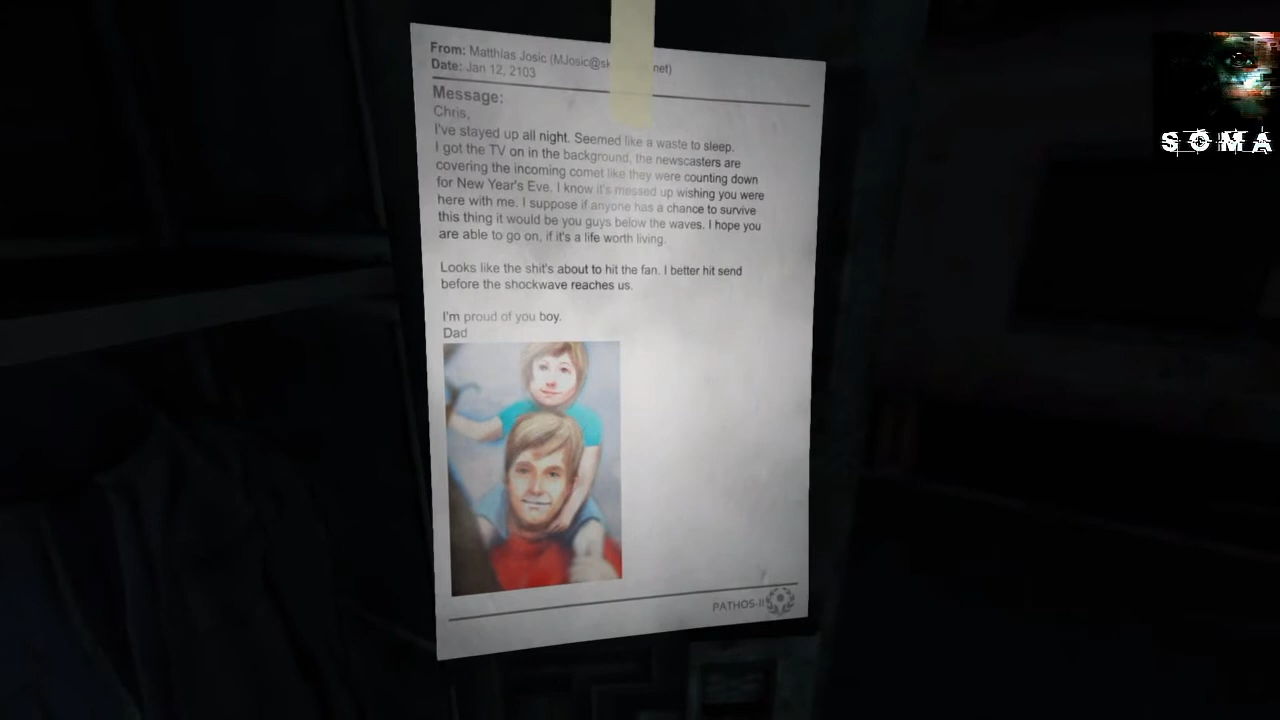 From: Matthias Josic (MJosic@sk net)
Date: Jan 12, 2103
Message:
Chris,
I've stayed up all night. Seemed like a waste to sleep.
I got the TV on in the background, the newscasters are
covering the incoming comet like they were counting down
for New Year's Eve. I know it's messed up wishing you were
here with me. I suppose if anyone has a chance to survive
this thing it would be you guys below the waves. I hope you
are able to go on, if it's a life worth living.
Looks like the shit's about to hit the fan. I better hit send
before the shockwave reaches us.
I'm proud of you boy.
Dad
PATHOS-II
SOMA